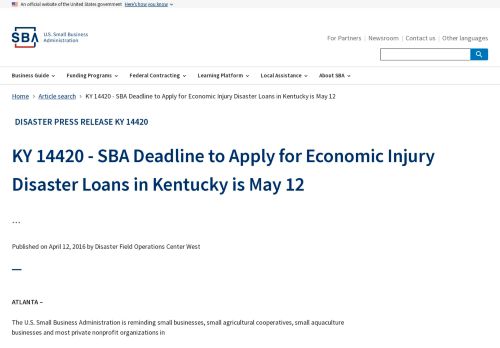 An official website of the United States government Here's how you know
SBA U.S. Small Business Administration
For Partners Newsroom Contact us Other languages
Business Guide Funding Programs Federal Contracting Learning Platform Local Assistance About SBA
Home Article search KY 14420 - SBA Deadline to Apply for Economic Injury Disaster Loans in Kentucky is May 12
DISASTER PRESS RELEASE KY 14420
KY 14420 - SBA Deadline to Apply for Economic Injury
Disaster Loans in Kentucky is May 12
...
Published on April 12, 2016 by Disaster Field Operations Center West
ATLANTA –
The U.S. Small Business Administration is reminding small businesses, small agricultural cooperatives, small aquaculture
businesses and most private nonprofit organizations in